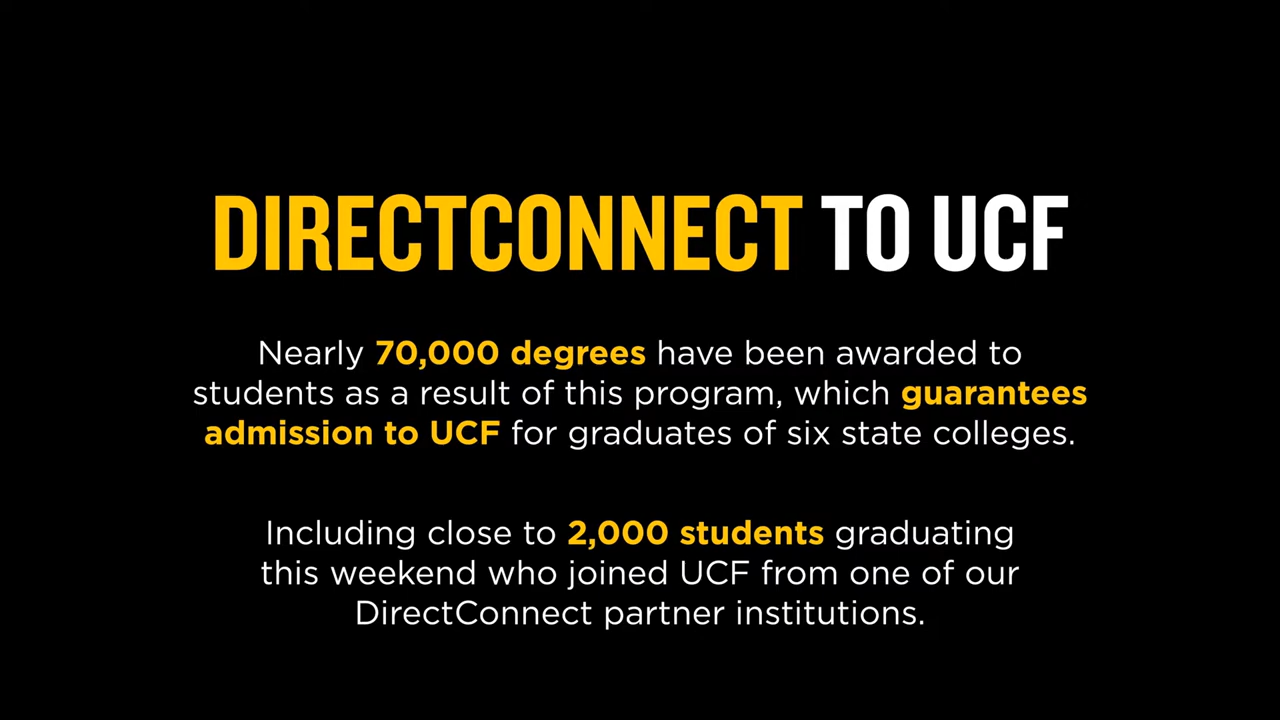 DIRECTCONNECT TO UCF
Nearly 70,000 degrees have been awarded to
students as a result of this program, which guarantees
admission to UCF for graduates of six state colleges.
Including close to 2,000 students graduating
this weekend who joined UCF from one of our
DirectConnect partner institutions.